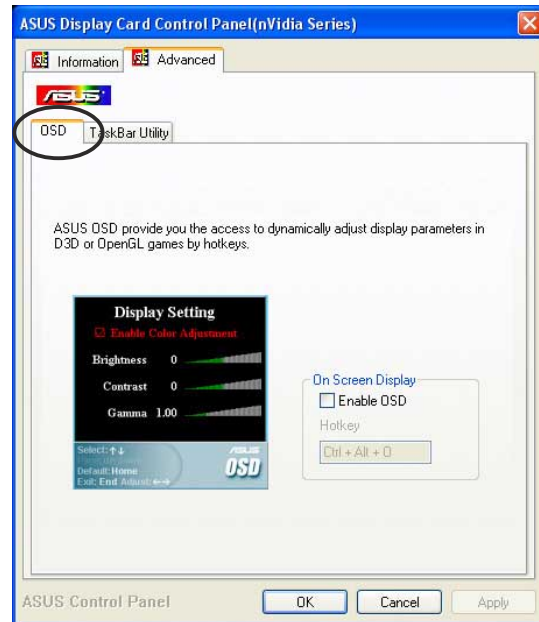 ASUS Display Card Control Panel(nVidia Series)
Information
Advanced
ASUS
OSD
TaskBar Utility
ASUS OSD provide you the access to dynamically adjust display parameters in
D3D or OpenGL games by hotkeys.
Display Setting
Enable Color Adjustment
Brightness 0
Contrast 0
Gamma 1.00
Select:↑↓
Default:Home
Exit: End Adjust:←→
ASUS
OSD
On Screen Display
Enable OSD
Hotkey
Ctrl + Alt + O
ASUS Control Panel
OK
Cancel
Apply